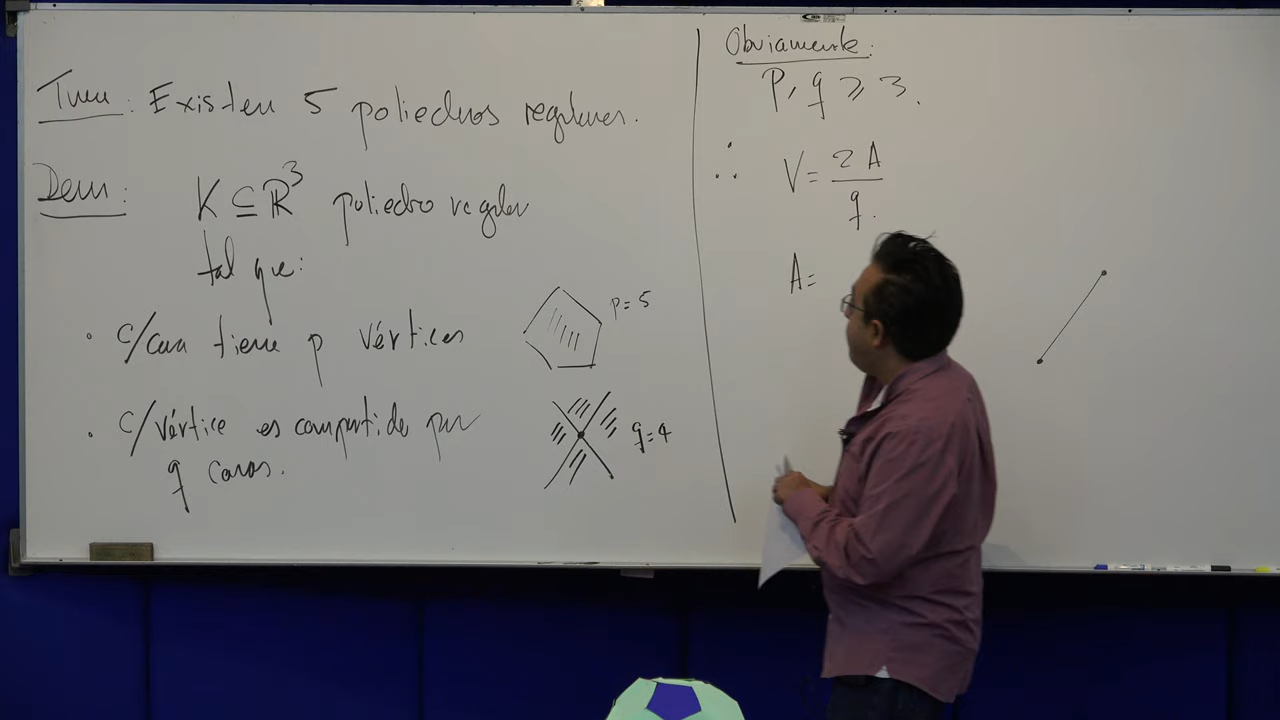 Teo: Existen 5 poliedros regulares.
Dem: K ⊆ ℝ³ poliedro regular
tal que:
· c/cara tiene p vértices
p=5
· c/vértice es compartido por
q caras.
q=4
Obviamente:
p, q ≥ 3.
∴ V = 2A/q.
A=